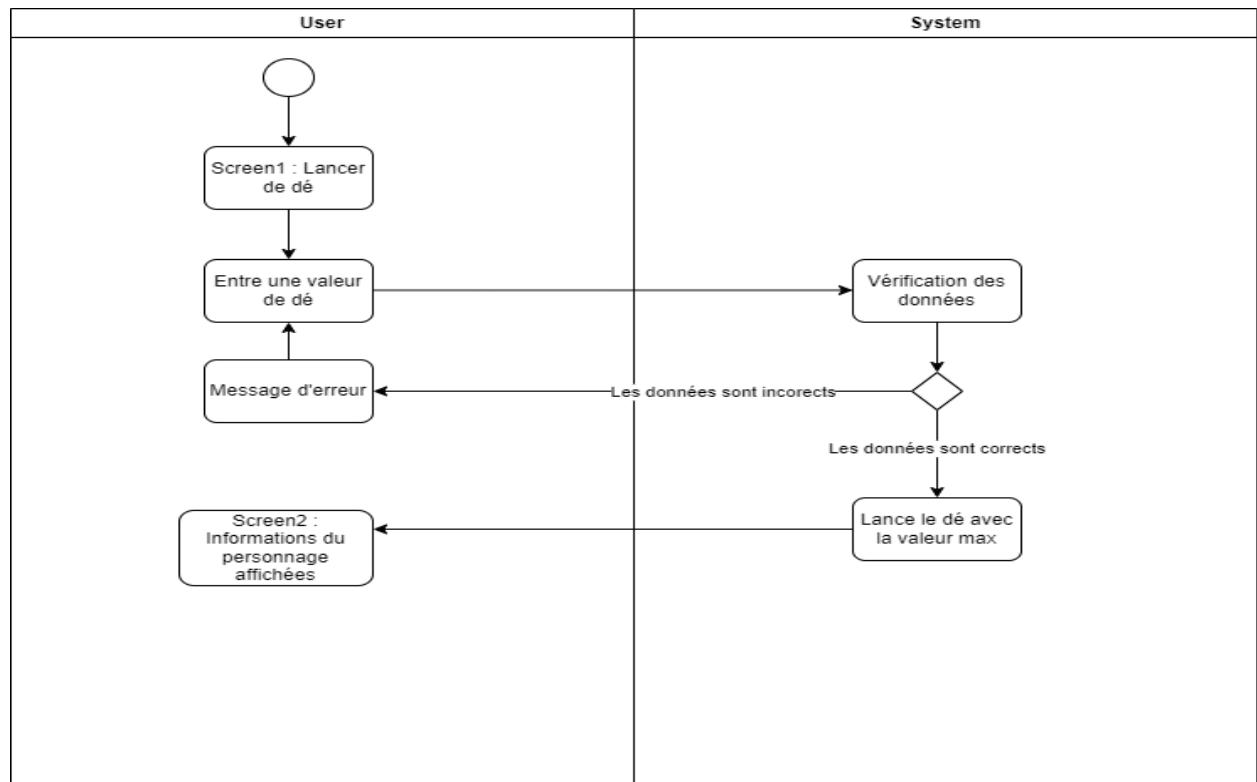 User
System
Screen1 : Lancer
de dé
Entre une valeur
de dé
Vérification des
données
Message d'erreur
Les données sont incorects
Les données sont corrects
Screen2 :
Informations du
personnage
affichées
Lance le dé avec
la valeur max